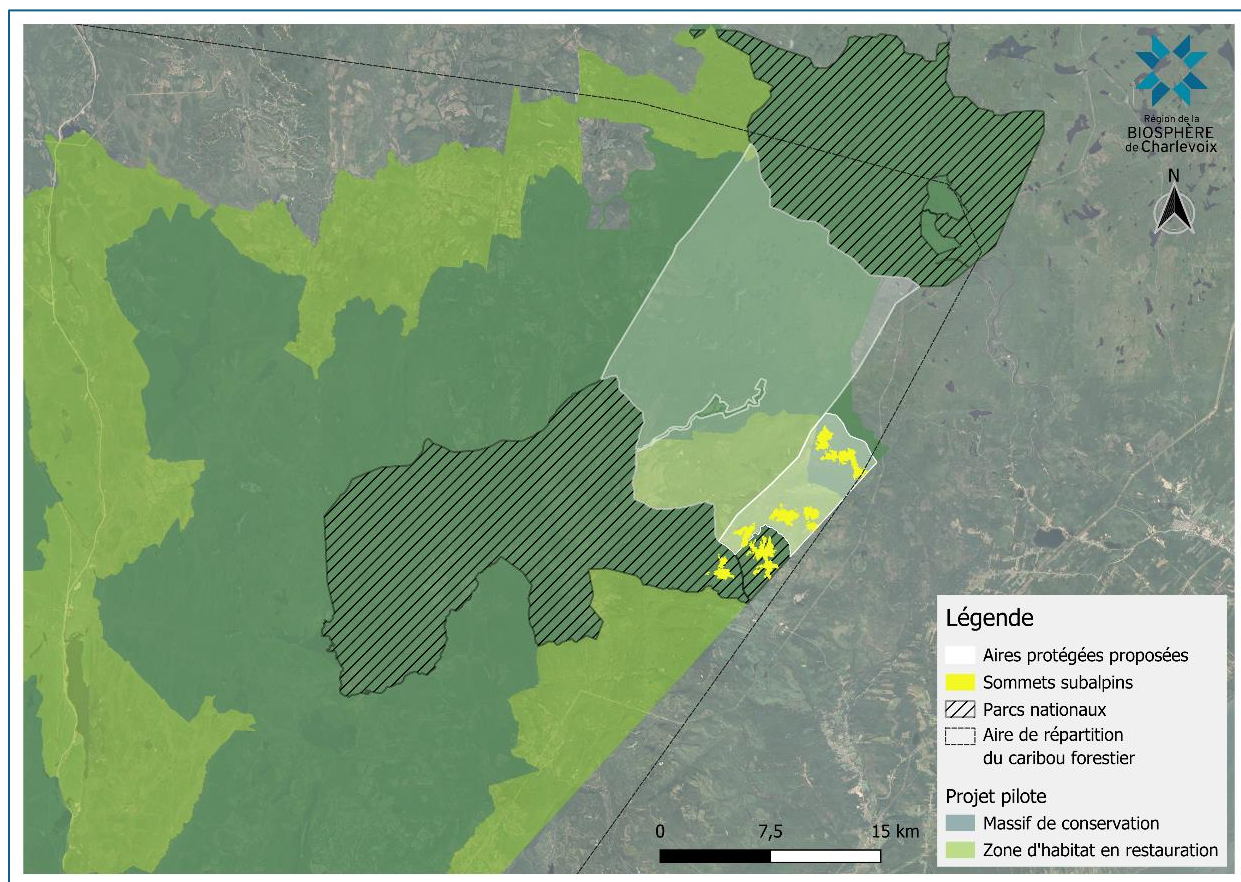 Région de la
BIOSPHÈRE
de Charlevoix
N
Légende
Aires protégées proposées
Sommets subalpins
Parcs nationaux
Aire de répartition
du caribou forestier
Projet pilote
Massif de conservation
Zone d'habitat en restauration
0 7,5 15 km